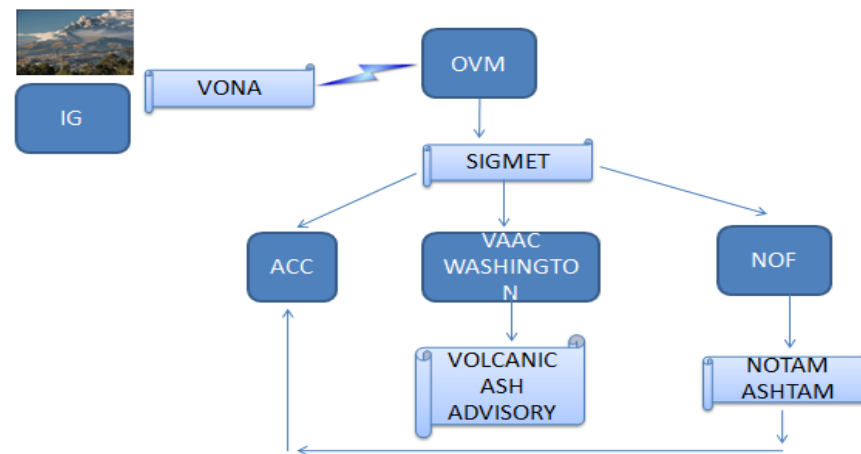 OVM
VONA
IG
SIGMET
ACC
VAAC
WASHINGTO
N
NOF
VOLCANIC
ASH
ADVISORY
NOTAM
ASHTAM